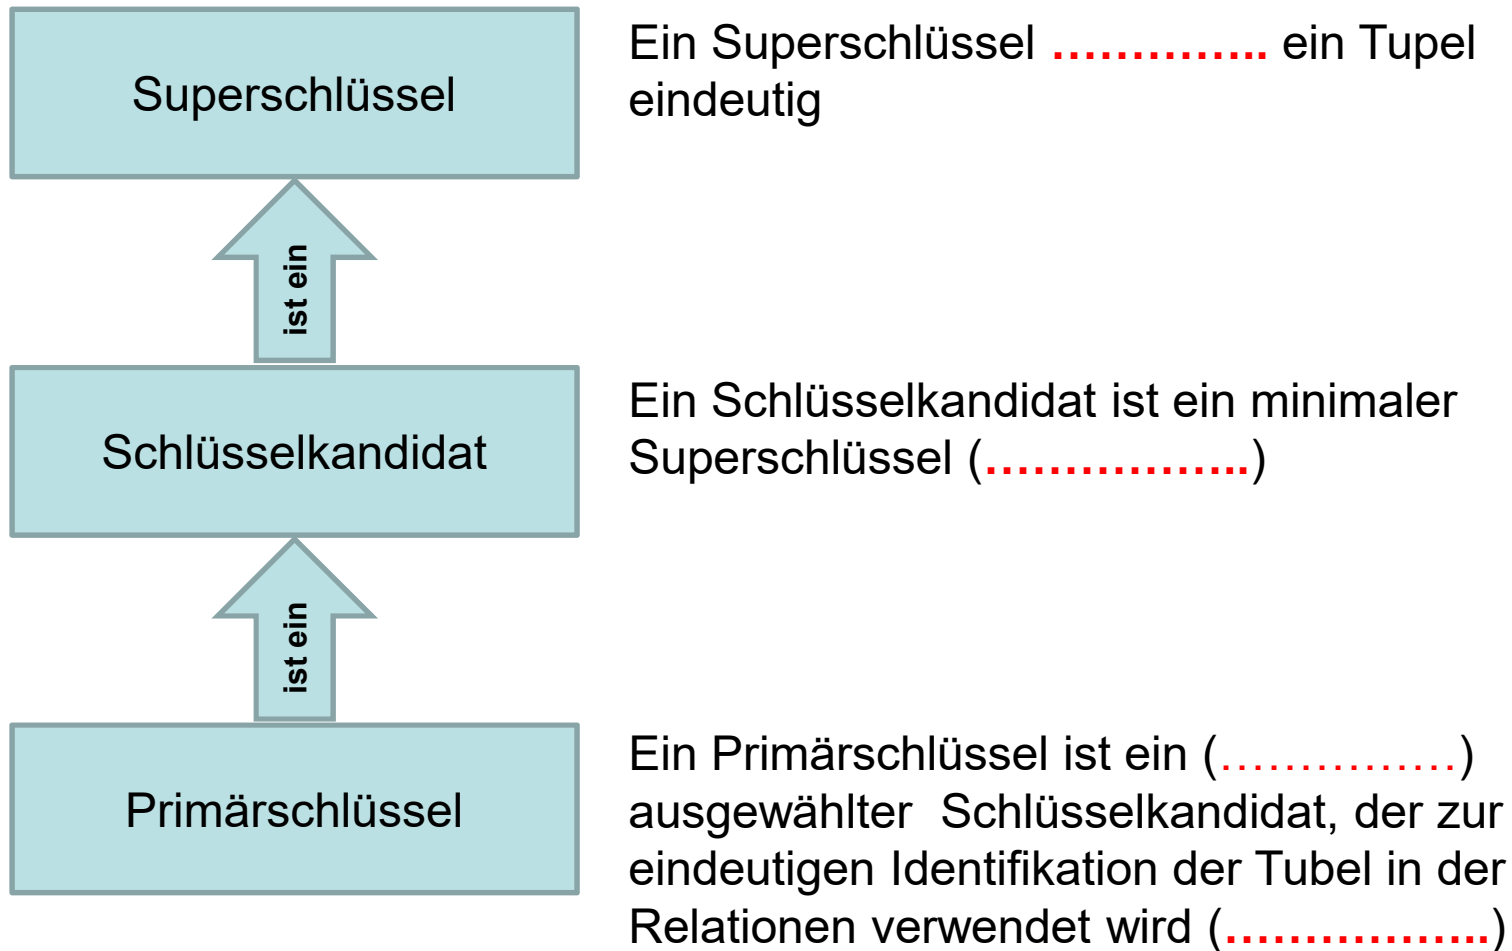 Superschlüssel
Ein Superschlüssel ………….. ein Tupel
eindeutig
ist ein
Schlüsselkandidat
Ein Schlüsselkandidat ist ein minimaler
Superschlüssel (……………..)
ist ein
Primärschlüssel
Ein Primärschlüssel ist ein (……………)
ausgewählter Schlüsselkandidat, der zur
eindeutigen Identifikation der Tubel in der
Relationen verwendet wird (……………..)